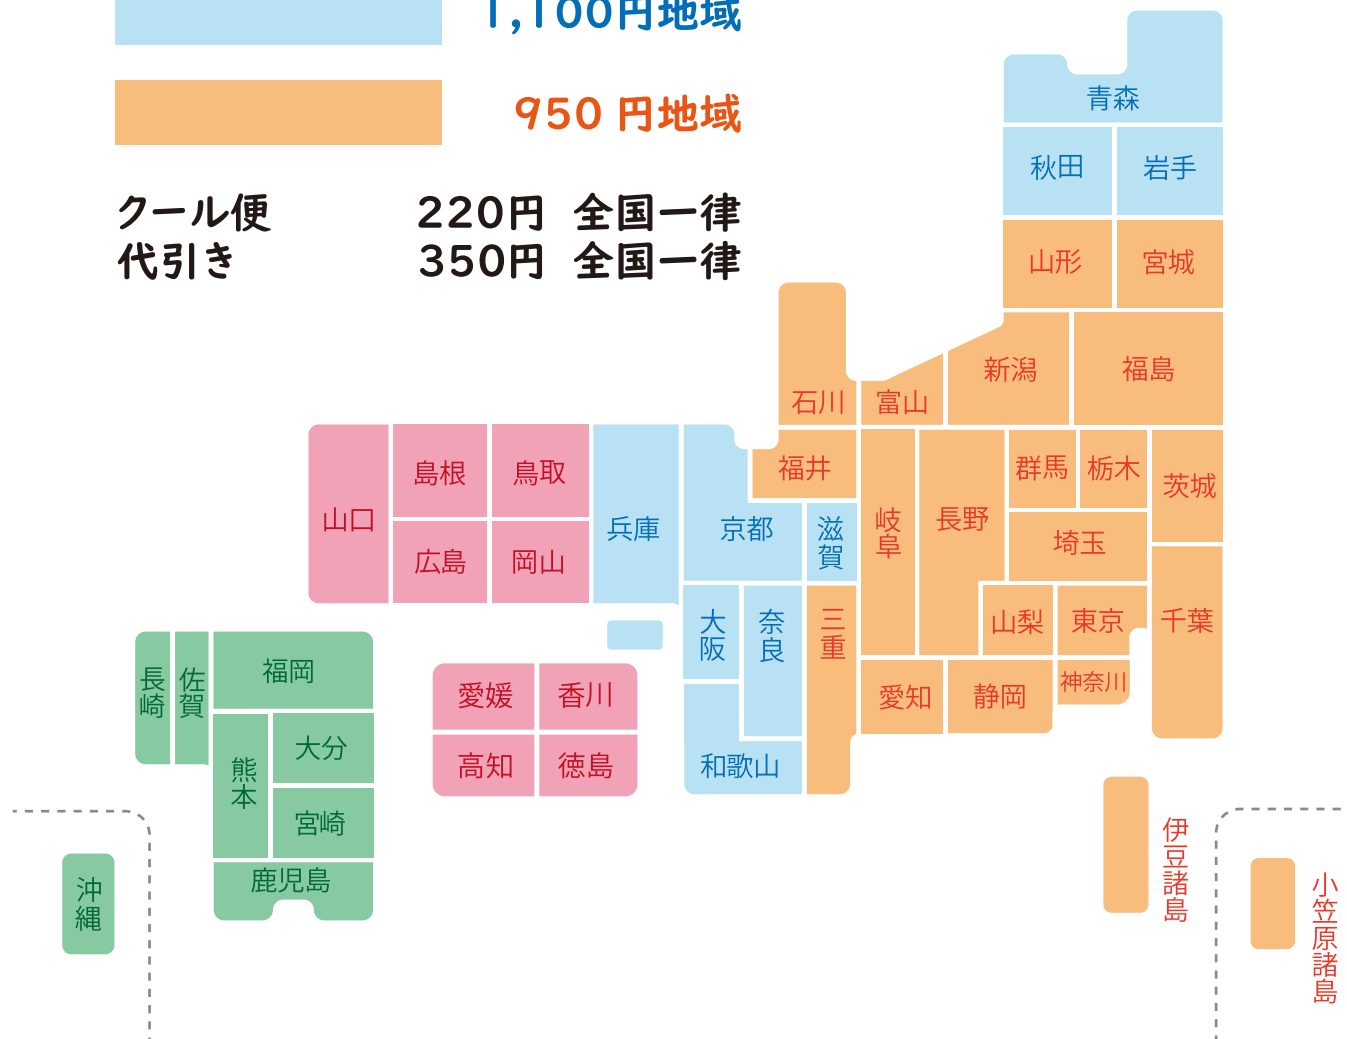 1,100円地域
950 円地域
クール便 220円 全国一律
代引き 350円 全国一律
青森
秋田
岩手
山形
宮城
石川
富山
新潟
福島
福井
岐阜
長野
群馬
栃木
茨城
埼玉
山梨
東京
千葉
愛知
静岡
神奈川
三重
山口
島根
鳥取
広島
岡山
兵庫
京都
滋賀
大阪
奈良
和歌山
愛媛
香川
高知
徳島
長崎
佐賀
福岡
熊本
大分
宮崎
鹿児島
沖縄
伊豆諸島
小笠原諸島